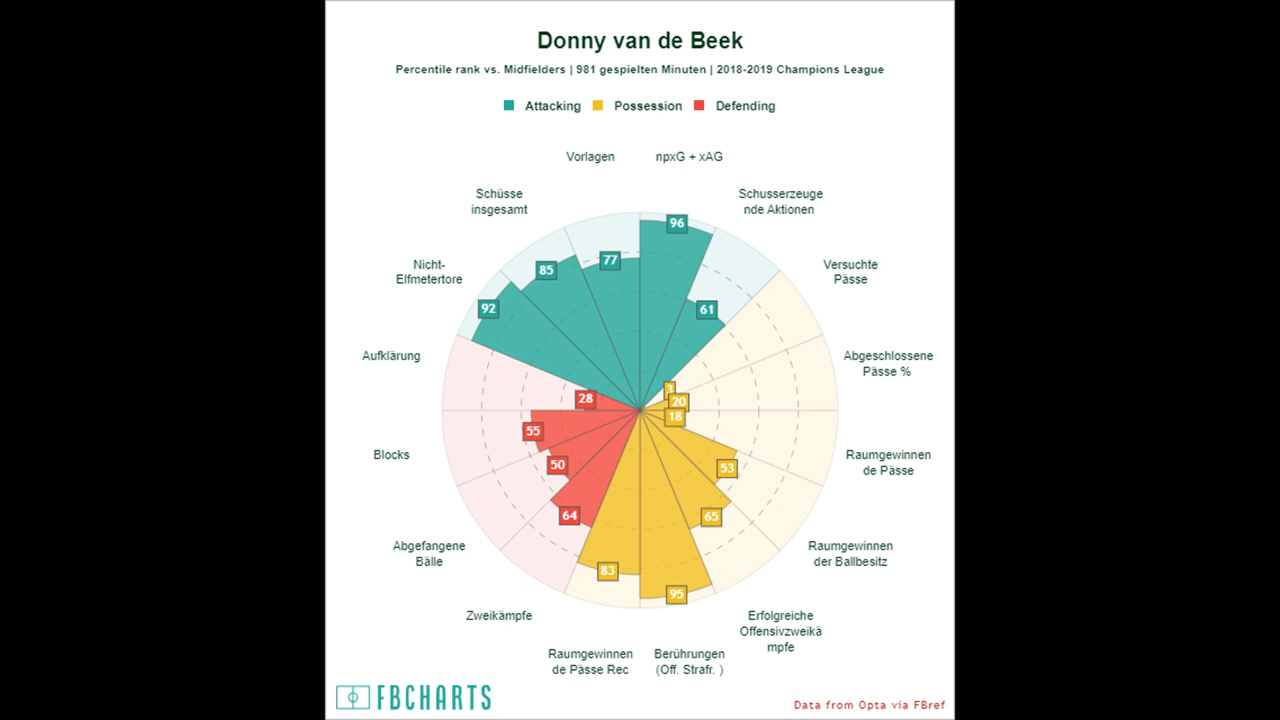 Donny van de Beek
Percentile rank vs. Midfielders | 981 gespielten Minuten | 2018-2019 Champions League
Attacking Possession Defending
Vorlagen
npxG + xAG
Schüsse
insgesamt
Schusserzeuge
nde Aktionen
Nicht-
Elfmetertore
Versuchte
Pässe
Aufklärung
Abgeschlossene
Pässe %
Blocks
Raumgewinnen
de Pässe
Abgefangene
Bälle
Raumgewinnen
der Ballbesitz
Zweikämpfe
Erfolgreiche
Offensivzweikä
mpfe
Raumgewinnen
de Pässe Rec
Berührungen
(Off. Strafr. )
96
77
85
92
61
3
28
20
18
55
50
53
64
65
83
95
FBCHARTS
Data from Opta via FBref